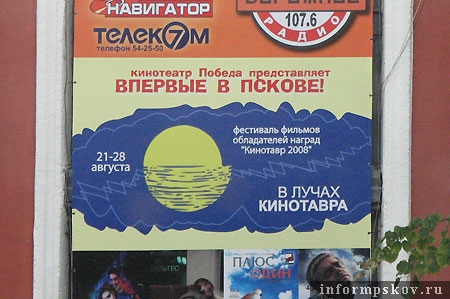 НАВИГАТОР
ТЕЛЕК7М
телефон 54-25-50
ДОРОЖНОЕ
107.6
РАДИО
кинотеатр Победа представляет
ВПЕРВЫЕ В ПСКОВЕ!
21-28
августа
фестиваль фильмов
обладателей наград
"Кинотавр 2008"
В ЛУЧАХ
КИНОТАВРА
ПЛЮС
ОДИН
informpskov.ru